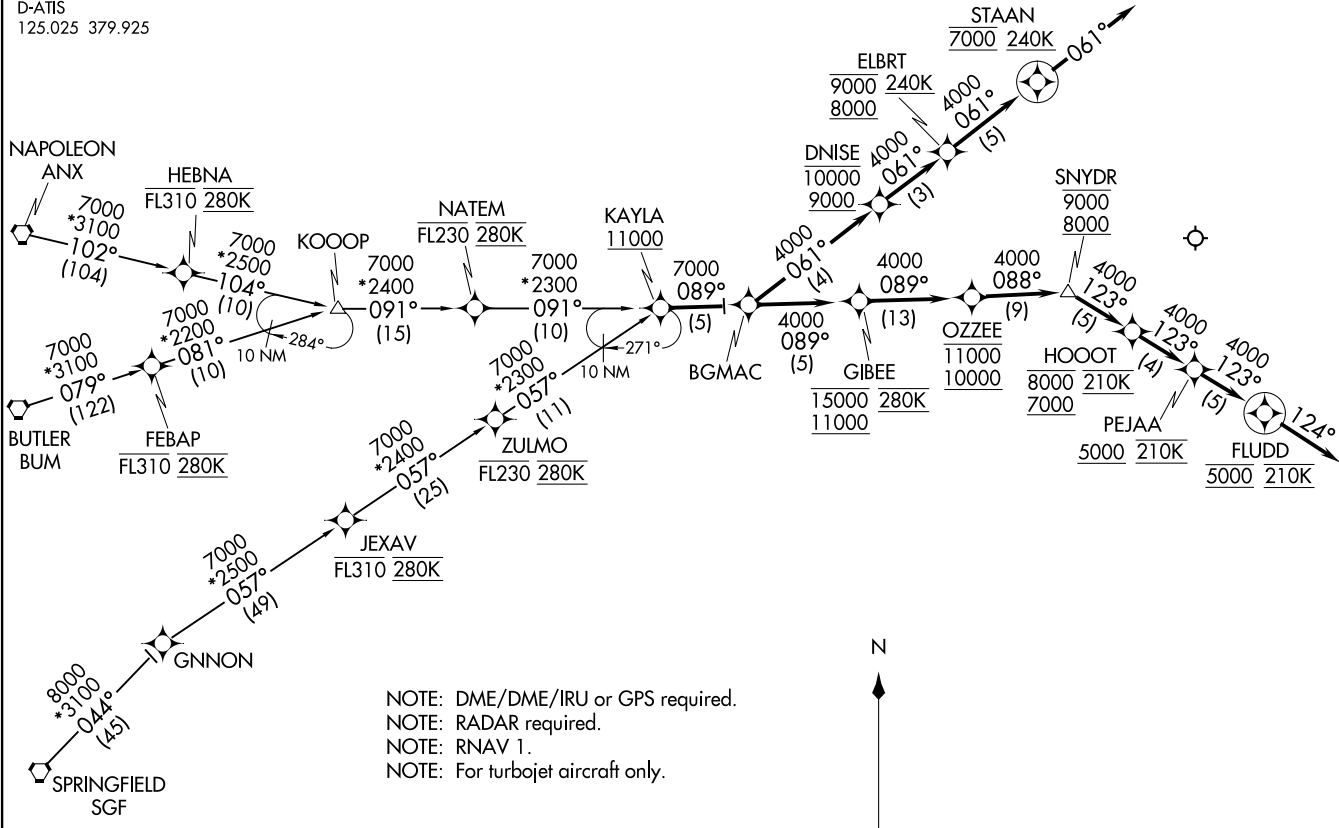 D-ATIS
125.025 379.925
STAAN
7000 240K
061°
ELBRT
9000 240K
8000
4000
061°
(5)
DNISE
10000
9000
4000
061°
(3)
4000
061°
(4)
NAPOLEON
ANX
7000
*3100
102°
(104)
HEBNA
FL310 280K
7000
*2500
104°
(10)
KOOOP
7000
*2400
091°
(15)
NATEM
FL230 280K
7000
*2300
091°
(10)
KAYLA
11000
7000
089°
(5)
BGMAC
4000
089°
(5)
GIBEE
15000 280K
11000
4000
089°
(13)
OZZEE
11000
10000
4000
088°
(9)
SNYDR
9000
8000
4000
123°
(5)
HOOOT
8000 210K
7000
4000
123°
(4)
PEJAA
5000 210K
4000
123°
(5)
FLUDD
5000 210K
124°
BUTLER
BUM
7000
*3100
079°
(122)
FEBAP
FL310 280K
7000
*2200
081°
(10)
10 NM
284°
10 NM
271°
7000
*2300
057°
(11)
ZULMO
FL230 280K
7000
*2400
057°
(25)
JEXAV
FL310 280K
7000
*2500
057°
(49)
GNNON
8000
*3100
044°
(45)
SPRINGFIELD
SGF
NOTE: DME/DME/IRU or GPS required.
NOTE: RADAR required.
NOTE: RNAV 1.
NOTE: For turbojet aircraft only.
N